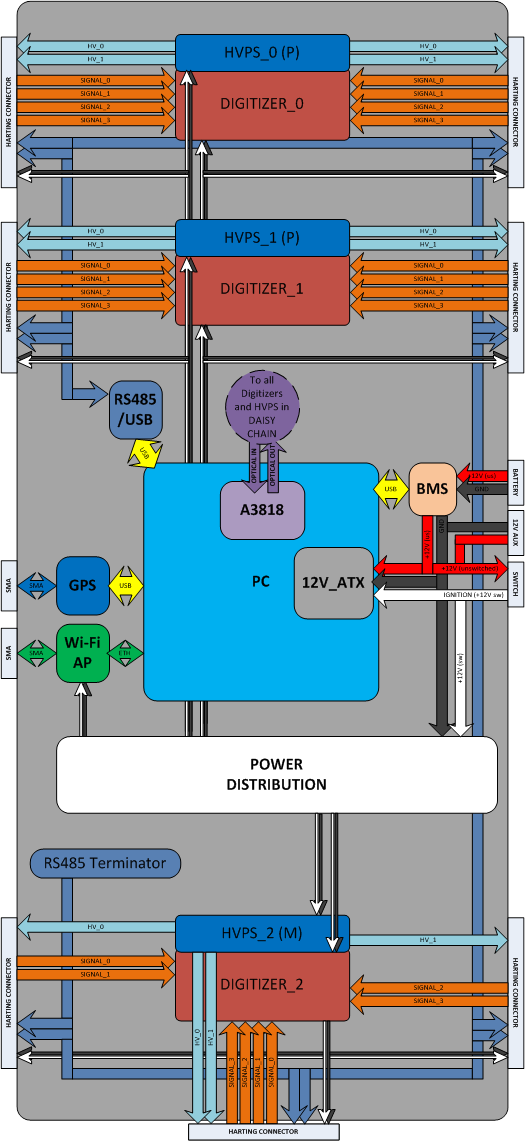 HVPS_0 (P)
HV_0
HV_0
HV_1
HV_1
DIGITIZER_0
SIGNAL_0
SIGNAL_1
SIGNAL_2
SIGNAL_3
SIGNAL_0
SIGNAL_1
SIGNAL_2
SIGNAL_3
HARTING CONNECTOR
HARTING CONNECTOR
HVPS_1 (P)
HV_0
HV_0
HV_1
HV_1
DIGITIZER_1
SIGNAL_0
SIGNAL_1
SIGNAL_2
SIGNAL_3
SIGNAL_0
SIGNAL_1
SIGNAL_2
SIGNAL_3
HARTING CONNECTOR
HARTING CONNECTOR
RS485
/USB
USB
To all
Digitizers
and HVPS in
DAISY
CHAIN
OPTICAL IN
OPTICAL OUT
A3818
PC
12V_ATX
USB
BMS
+12V (sw)
GND
BATTERY
12V AUX
+12V (sw)
GND
+12V (unswitched)
SWITCH
IGNITION (+12V sw)
+12V (sw)
SMA
SMA
GPS
USB
SMA
SMA
Wi-Fi
AP
ETH
POWER
DISTRIBUTION
RS485 Terminator
HVPS_2 (M)
HV_0
HV_1
DIGITIZER_2
SIGNAL_0
SIGNAL_1
SIGNAL_2
SIGNAL_3
HV_0
HV_1
SIGNAL_3
SIGNAL_2
SIGNAL_1
SIGNAL_0
HARTING CONNECTOR
HARTING CONNECTOR
HARTING CONNECTOR